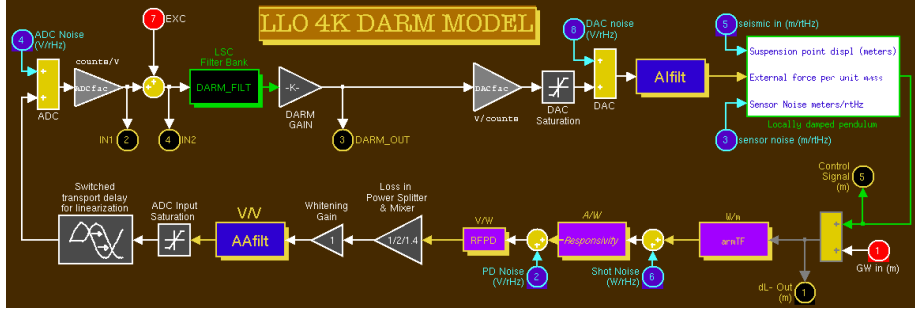 LLO 4K DARM MODEL
7
EXC
4
ADC Noise
(V/rHz)
counts/V
ADCfac
ADC
IN1
2
4
IN2
LSC
Filter Bank
DARM_FILT
-K-
DARM
GAIN
3
DARM_OUT
DACfac
V/counts
DAC
Saturation
DAC noise
(V/rHz)
8
DAC
AIfilt
seismic in (m/rtHz)
5
Suspension point displ (meters)
External force per unit mass
Sensor Noise meters/rtHz
Locally damped pendulum
3
sensor noise (m/rtHz)
Control
Signal
(m)
5
Switched
transport delay
for linearization
ADC Input
Saturation
V/V
AAfilt
Whitening
Gain
1
Loss in
Power Splitter
& Mixer
1/2/1.4
V/W
RFPD
PD Noise
(V/rHz)
2
A/W
Responsivity
Shot Noise
(W/rHz)
6
W/m
armTF
1
GW in (m)
dL- Out
(m)
1